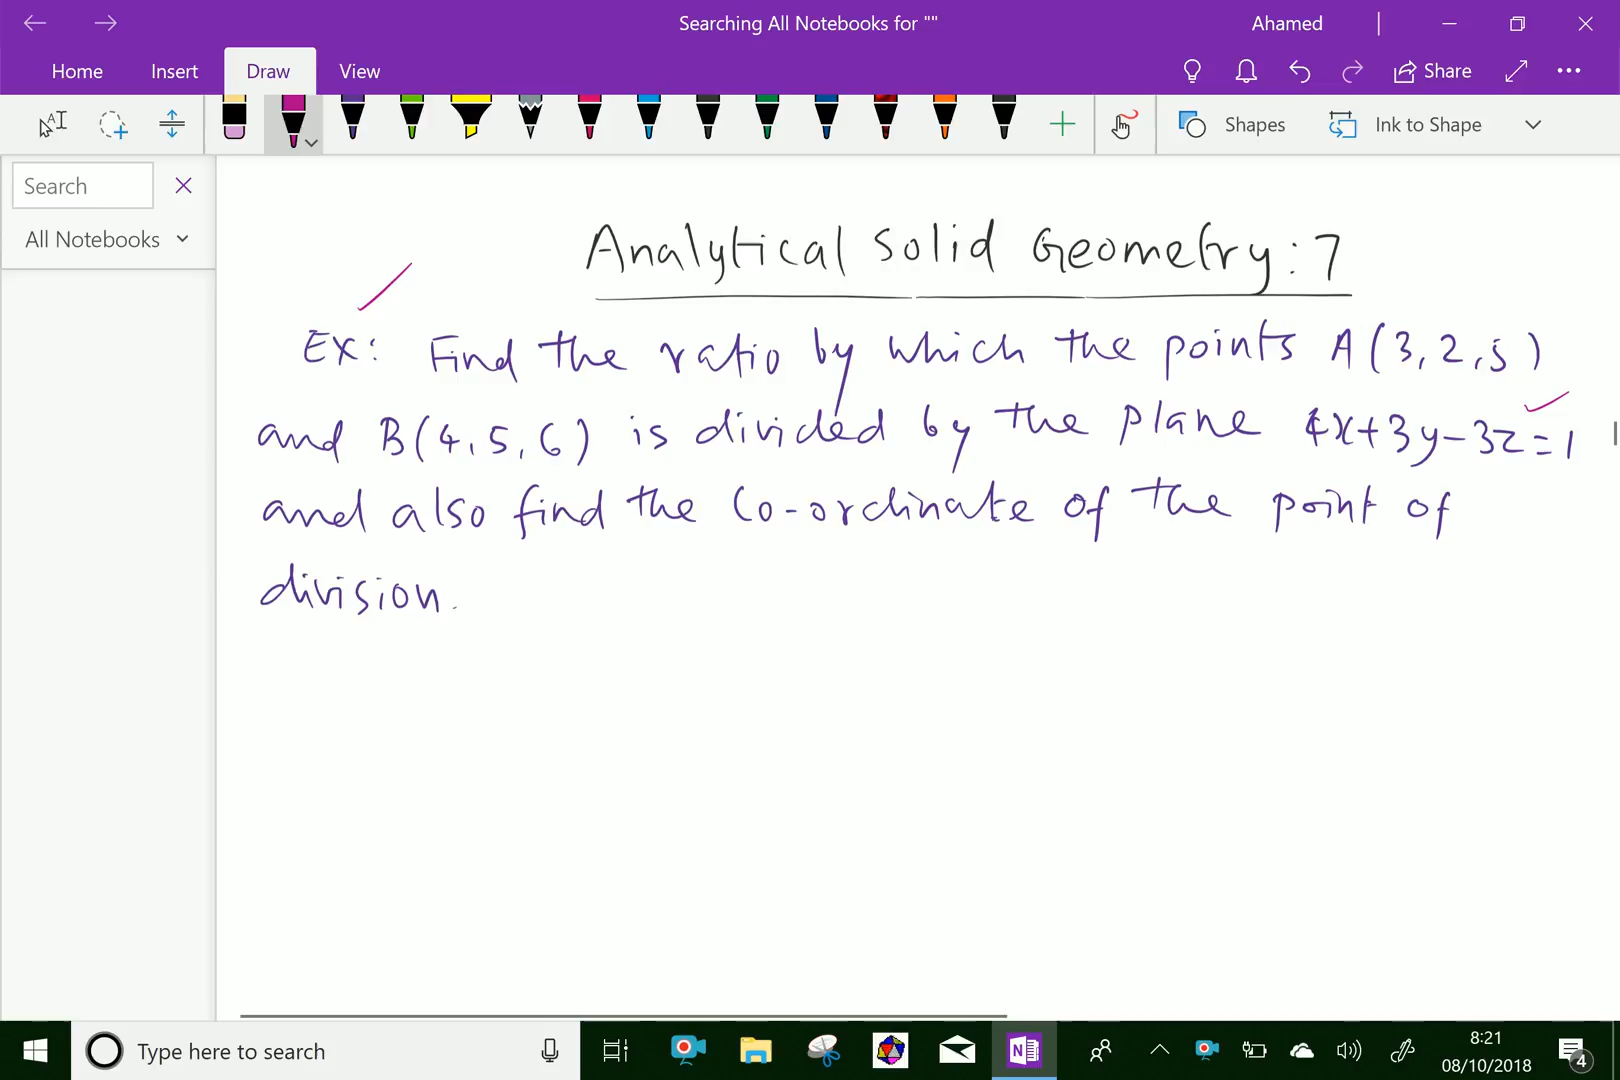 Searching All Notebooks for ""
Ahamed
Home Insert Draw View
Share
Shapes Ink to Shape
Search
All Notebooks
Analytical Solid Geometry: 7
Ex: Find the ratio by which the points A(3,2,5)
and B(4,5,6) is divided by the plane 4x+3y-3z=1
and also find the Co-ordinate of the point of
division.
Type here to search
N
8:21
08/10/2018
4